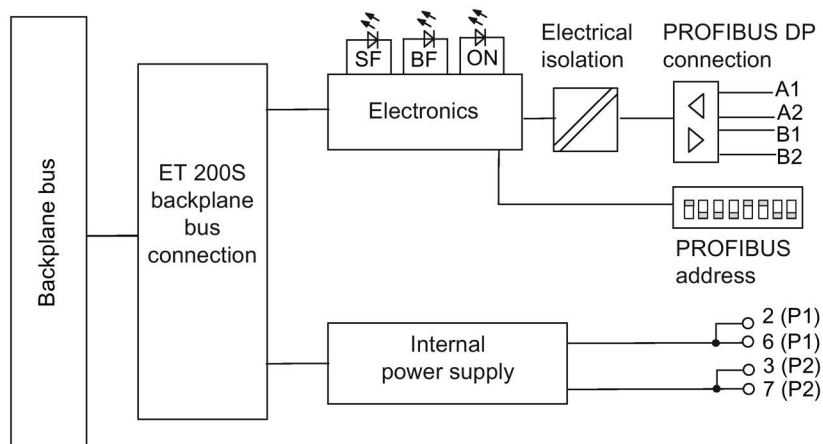 Backplane bus
ET 200S
backplane
bus
connection
SF
BF
ON
Electronics
Electrical
isolation
PROFIBUS DP
connection
A1
A2
B1
B2
PROFIBUS
address
Internal
power supply
2 (P1)
6 (P1)
3 (P2)
7 (P2)